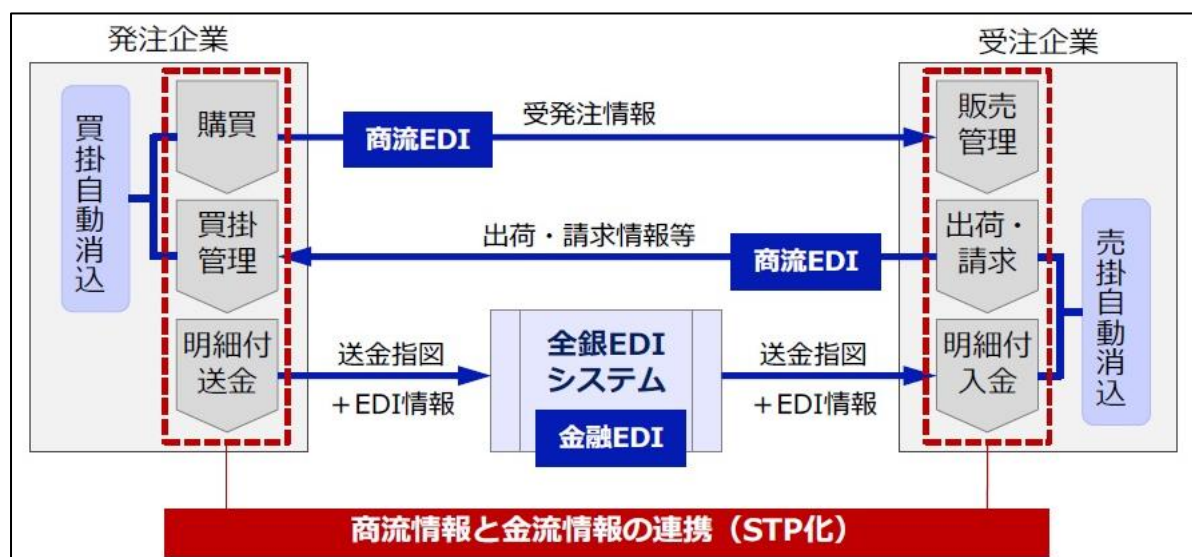 発注企業
受注企業
買掛自動消込
購買
商流EDI
受発注情報
販売
管理
買掛
管理
出荷・請求情報等
商流EDI
出荷・
請求
売掛自動消込
明細付
送金
送金指図
+EDI情報
全銀EDI
システム
金融EDI
送金指図
+EDI情報
明細付
入金
商流情報と金流情報の連携(STP化)